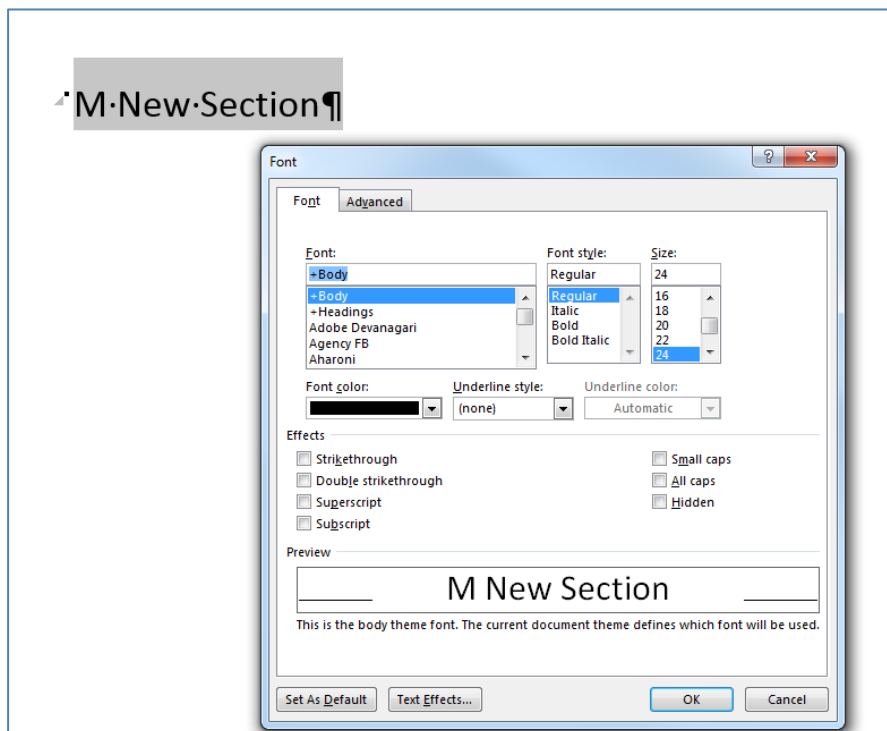 M·New·Section¶
Font
?
X
Font Advanced
Font: Font style: Size:
+Body Regular 24
+Body Regular 16
+Headings Italic 18
Adobe Devanagari Bold 20
Agency FB Bold Italic 22
Aharoni 24
Font color: Underline style: Underline color:
(none) Automatic
Effects
Strikethrough Small caps
Double strikethrough All caps
Superscript Hidden
Subscript
Preview
M New Section
This is the body theme font. The current document theme defines which font will be used.
Set As Default Text Effects... OK Cancel